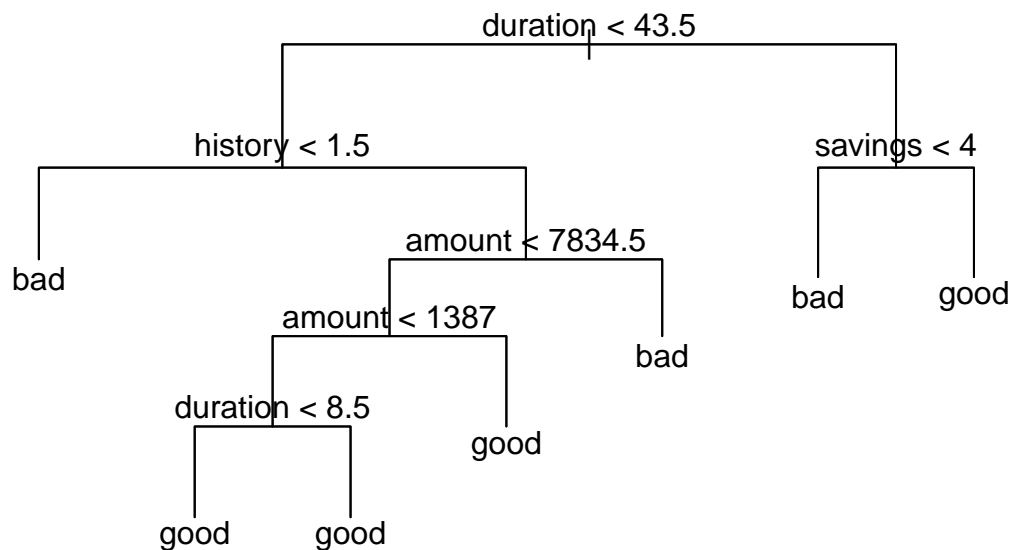 duration < 43.5
history < 1.5
savings < 4
amount < 7834.5
bad
bad
good
amount < 1387
bad
duration < 8.5
good
good
good